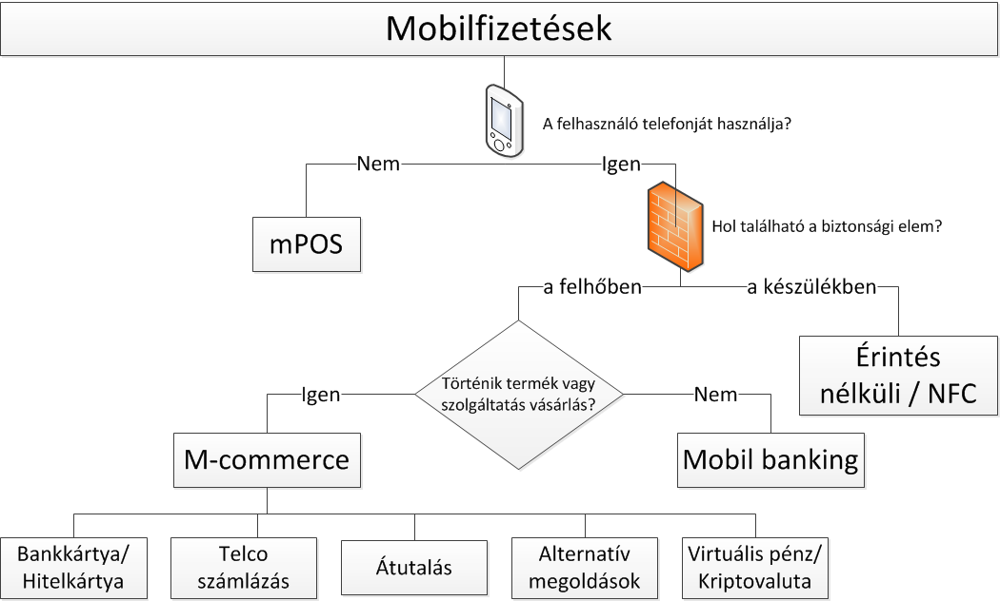 Mobilfizetések
A felhasználó telefonját használja?
Nem
Igen
mPOS
Hol található a biztonsági elem?
a felhőben
a készülékben
Érintés
nélküli / NFC
Történik termék vagy
szolgáltatás vásárlás?
Igen
Nem
M-commerce
Mobil banking
Bankkártya/
Hitelkártya
Telco
számlázás
Átutalás
Alternatív
megoldások
Virtuális pénz/
Kriptovaluta